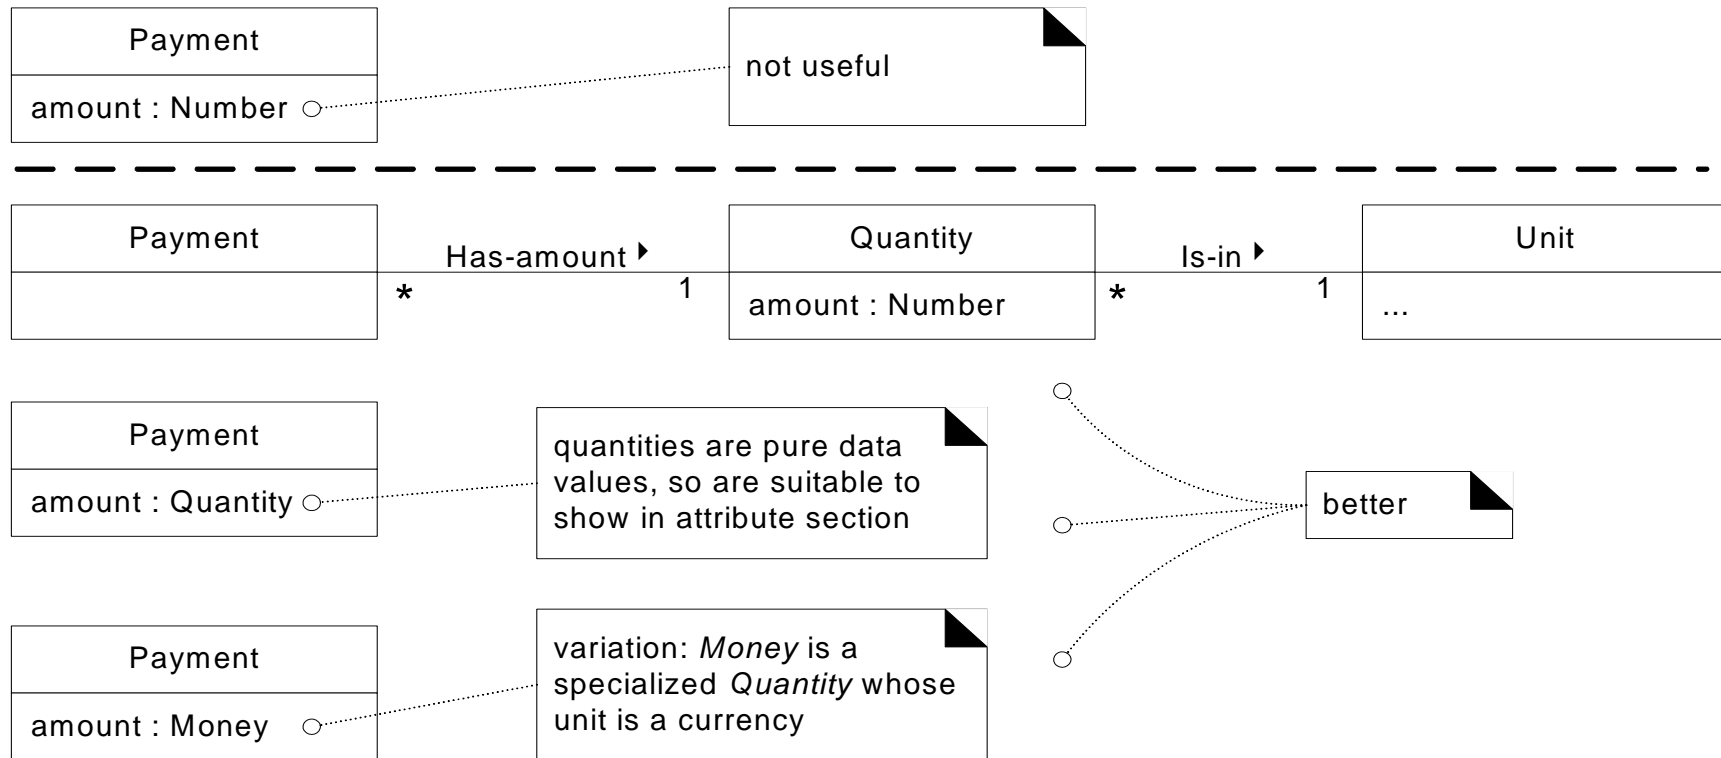 Payment
amount : Number
not useful
Payment
Has-amount
*
1
Quantity
amount : Number
Is-in
*
1
Unit
...
Payment
amount : Quantity
quantities are pure data
values, so are suitable to
show in attribute section
better
Payment
amount : Money
variation: Money is a
specialized Quantity whose
unit is a currency